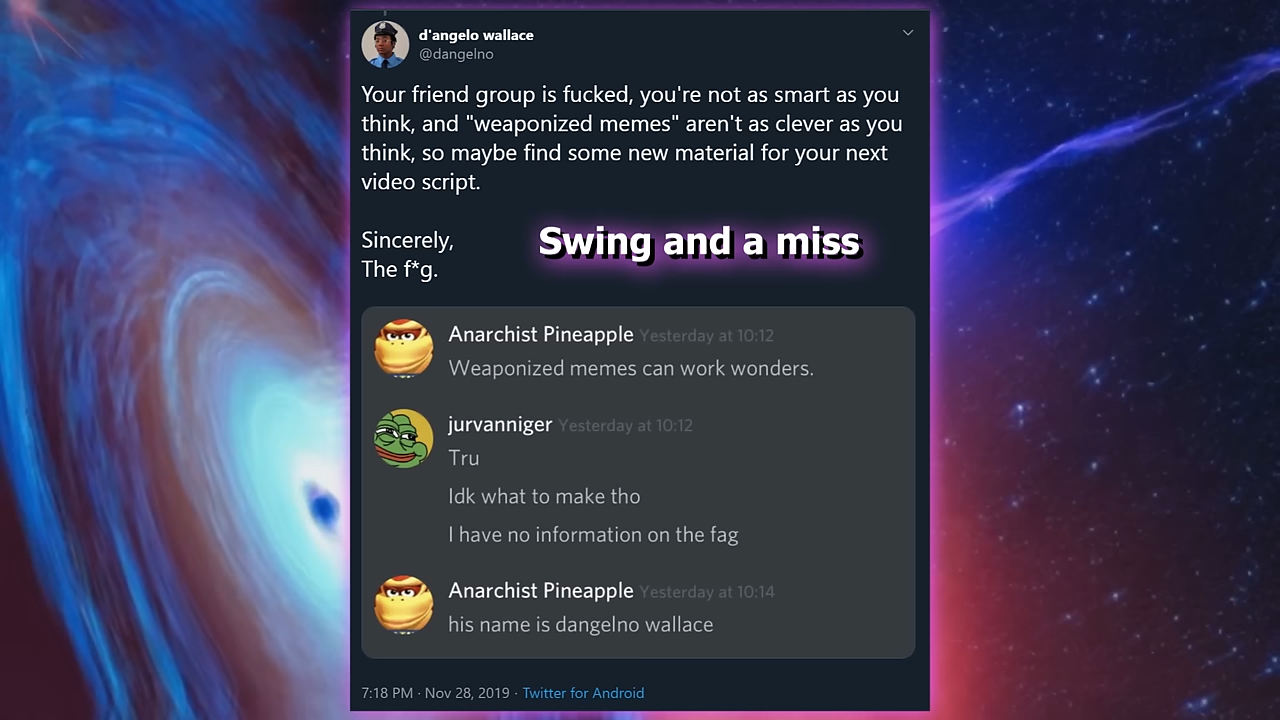 d'angelo wallace
@dangelno
Your friend group is fucked, you're not as smart as you
think, and "weaponized memes" aren't as clever as you
think, so maybe find some new material for your next
video script.
Sincerely,
Swing and a miss
The f*g.
Anarchist Pineapple Yesterday at 10:12
Weaponized memes can work wonders.
jurvanniger Yesterday at 10:12
Tru
Idk what to make tho
I have no information on the fag
Anarchist Pineapple Yesterday at 10:14
his name is dangelno wallace
7:18 PM · Nov 28, 2019 · Twitter for Android